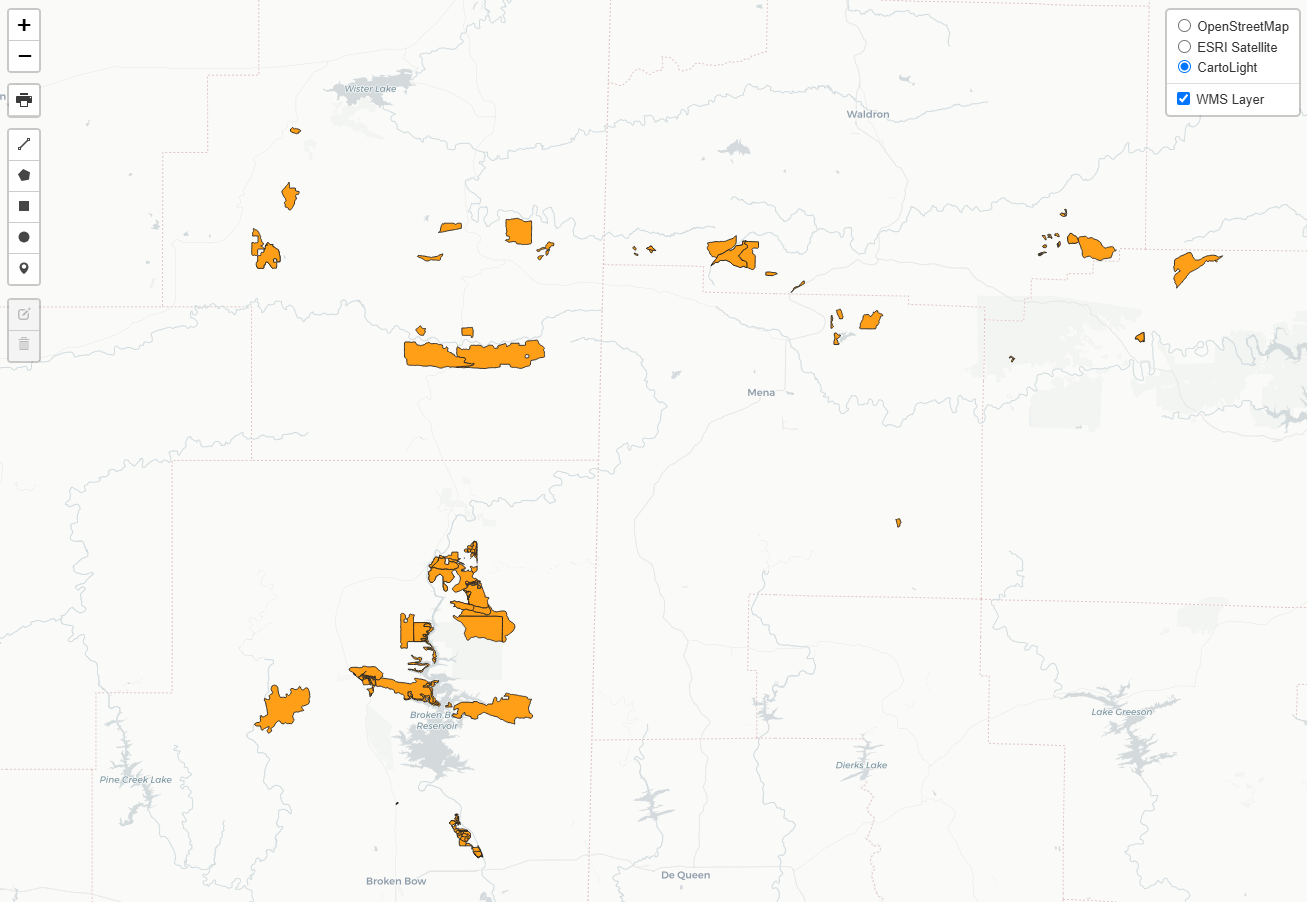 +
OpenStreetMap
ESRI Satellite
CartoLight
WMS Layer
−
Wister Lake
n
Waldron
Mena
Broken B
Reservoir
Lake Greeson
Pine Creek Lake
Dierks Lake
De Queen
Broken Bow